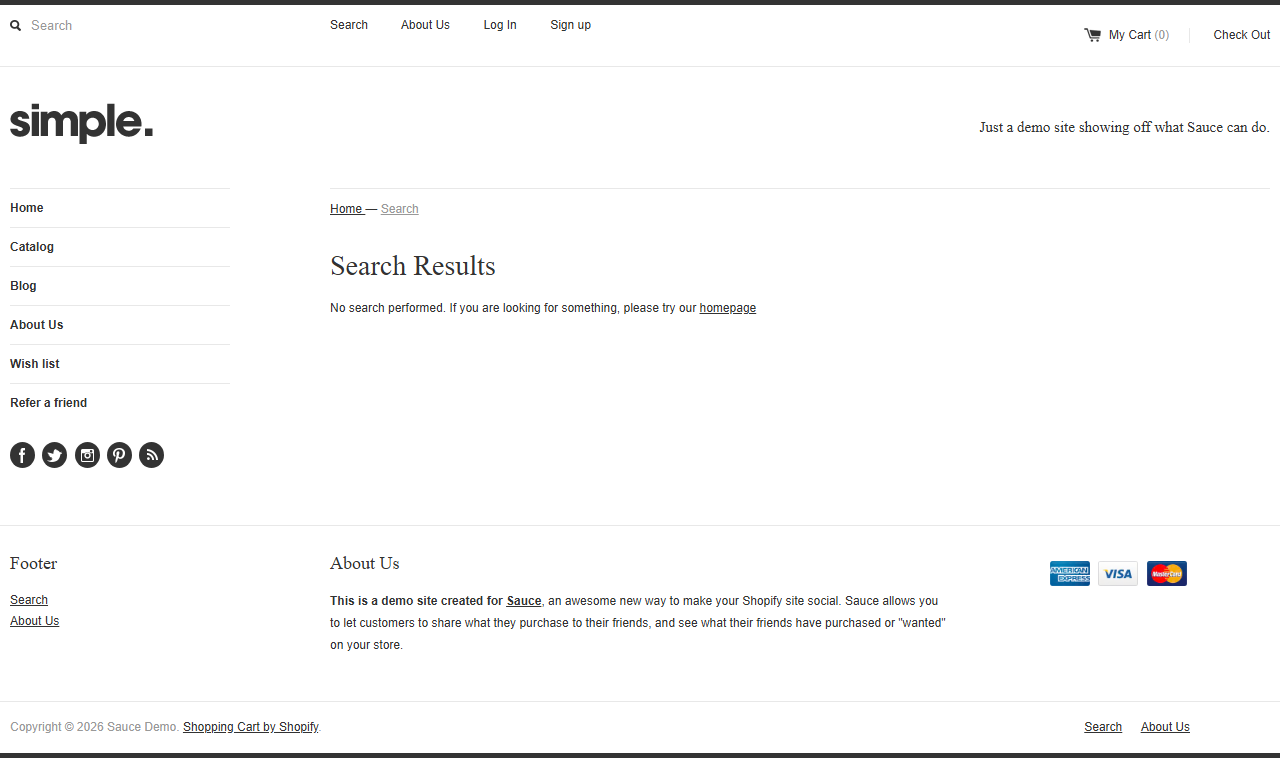 Search
Search About Us Log In Sign up
My Cart (0) Check Out
simple.
Just a demo site showing off what Sauce can do.
Home
Catalog
Blog
About Us
Wish list
Refer a friend
Home — Search
Search Results
No search performed. If you are looking for something, please try our homepage
Footer
Search
About Us
About Us
This is a demo site created for Sauce, an awesome new way to make your Shopify site social. Sauce allows you
to let customers to share what they purchase to their friends, and see what their friends have purchased or "wanted"
on your store.
AMERICAN EXPRESS
VISA
MasterCard
Copyright © 2026 Sauce Demo. Shopping Cart by Shopify.
Search About Us